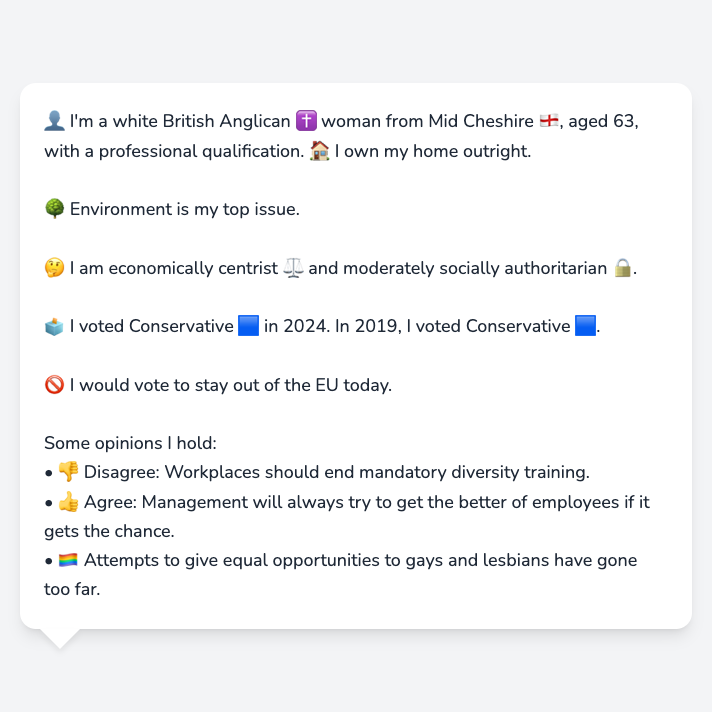 👤 I'm a white British Anglican ✝️ woman from Mid Cheshire 🏴󠁧󠁢󠁥󠁮󠁧󠁿, aged 63,
with a professional qualification. 🏠 I own my home outright.
🌳 Environment is my top issue.
🤔 I am economically centrist ⚖️ and moderately socially authoritarian 🔒.
🗳️ I voted Conservative 🟦 in 2024. In 2019, I voted Conservative 🟦.
🚫 I would vote to stay out of the EU today.
Some opinions I hold:
• 👎 Disagree: Workplaces should end mandatory diversity training.
• 👍 Agree: Management will always try to get the better of employees if it
gets the chance.
• 🏳️‍🌈 Attempts to give equal opportunities to gays and lesbians have gone
too far.